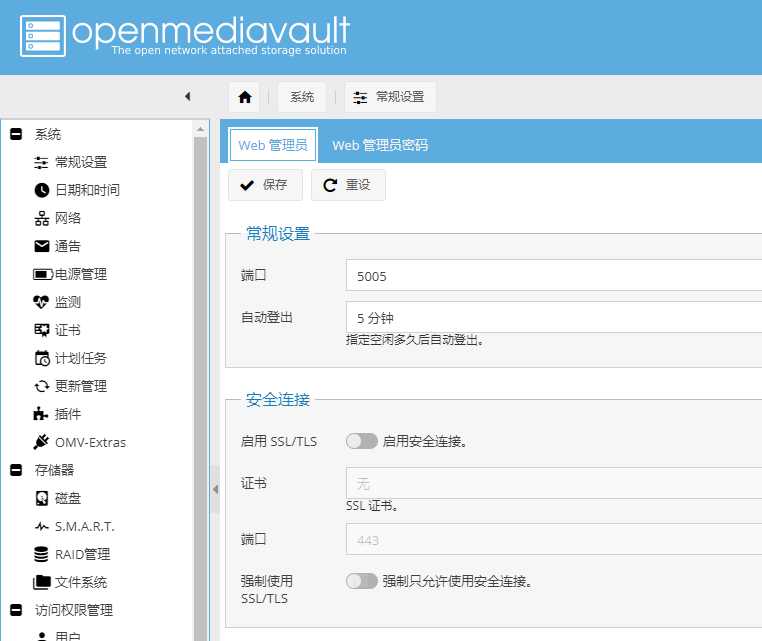 openmediavault
The open network attached storage solution
系统
常规设置
Web 管理员
Web 管理员密码
保存
重设
系统
常规设置
日期和时间
网络
通告
电源管理
监测
证书
计划任务
更新管理
插件
OMV-Extras
存储器
磁盘
S.M.A.R.T.
RAID管理
文件系统
访问权限管理
用户
常规设置
端口
5005
自动登出
5 分钟
指定空闲多久后自动登出。
安全连接
启用 SSL/TLS
启用安全连接。
证书
无
SSL 证书。
端口
443
强制使用
SSL/TLS
强制只允许使用安全连接。